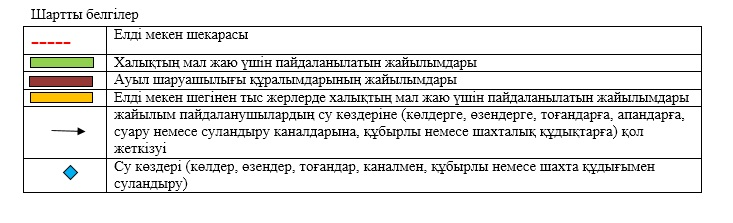 Шартты белгілер
Елді мекен шекарасы
Халықтың мал жаю үшін пайдаланылатын жайылымдары
Ауыл шаруашылығы құралымдарының жайылымдары
Елді мекен шегінен тыс жерлерде халықтың мал жаю үшін пайдаланылатын жайылымдары
жайылым пайдаланушылардың су көздеріне (көлдерге, өзендерге, тоғандарға, апандарға,
суару немесе суландыру каналдарына, құбырлы немесе шахталық құдықтарға) қол
жеткізуі
Су көздері (көлдер, өзендер, тоғандар, каналмен, құбырлы немесе шахта құдығымен
суландыру)